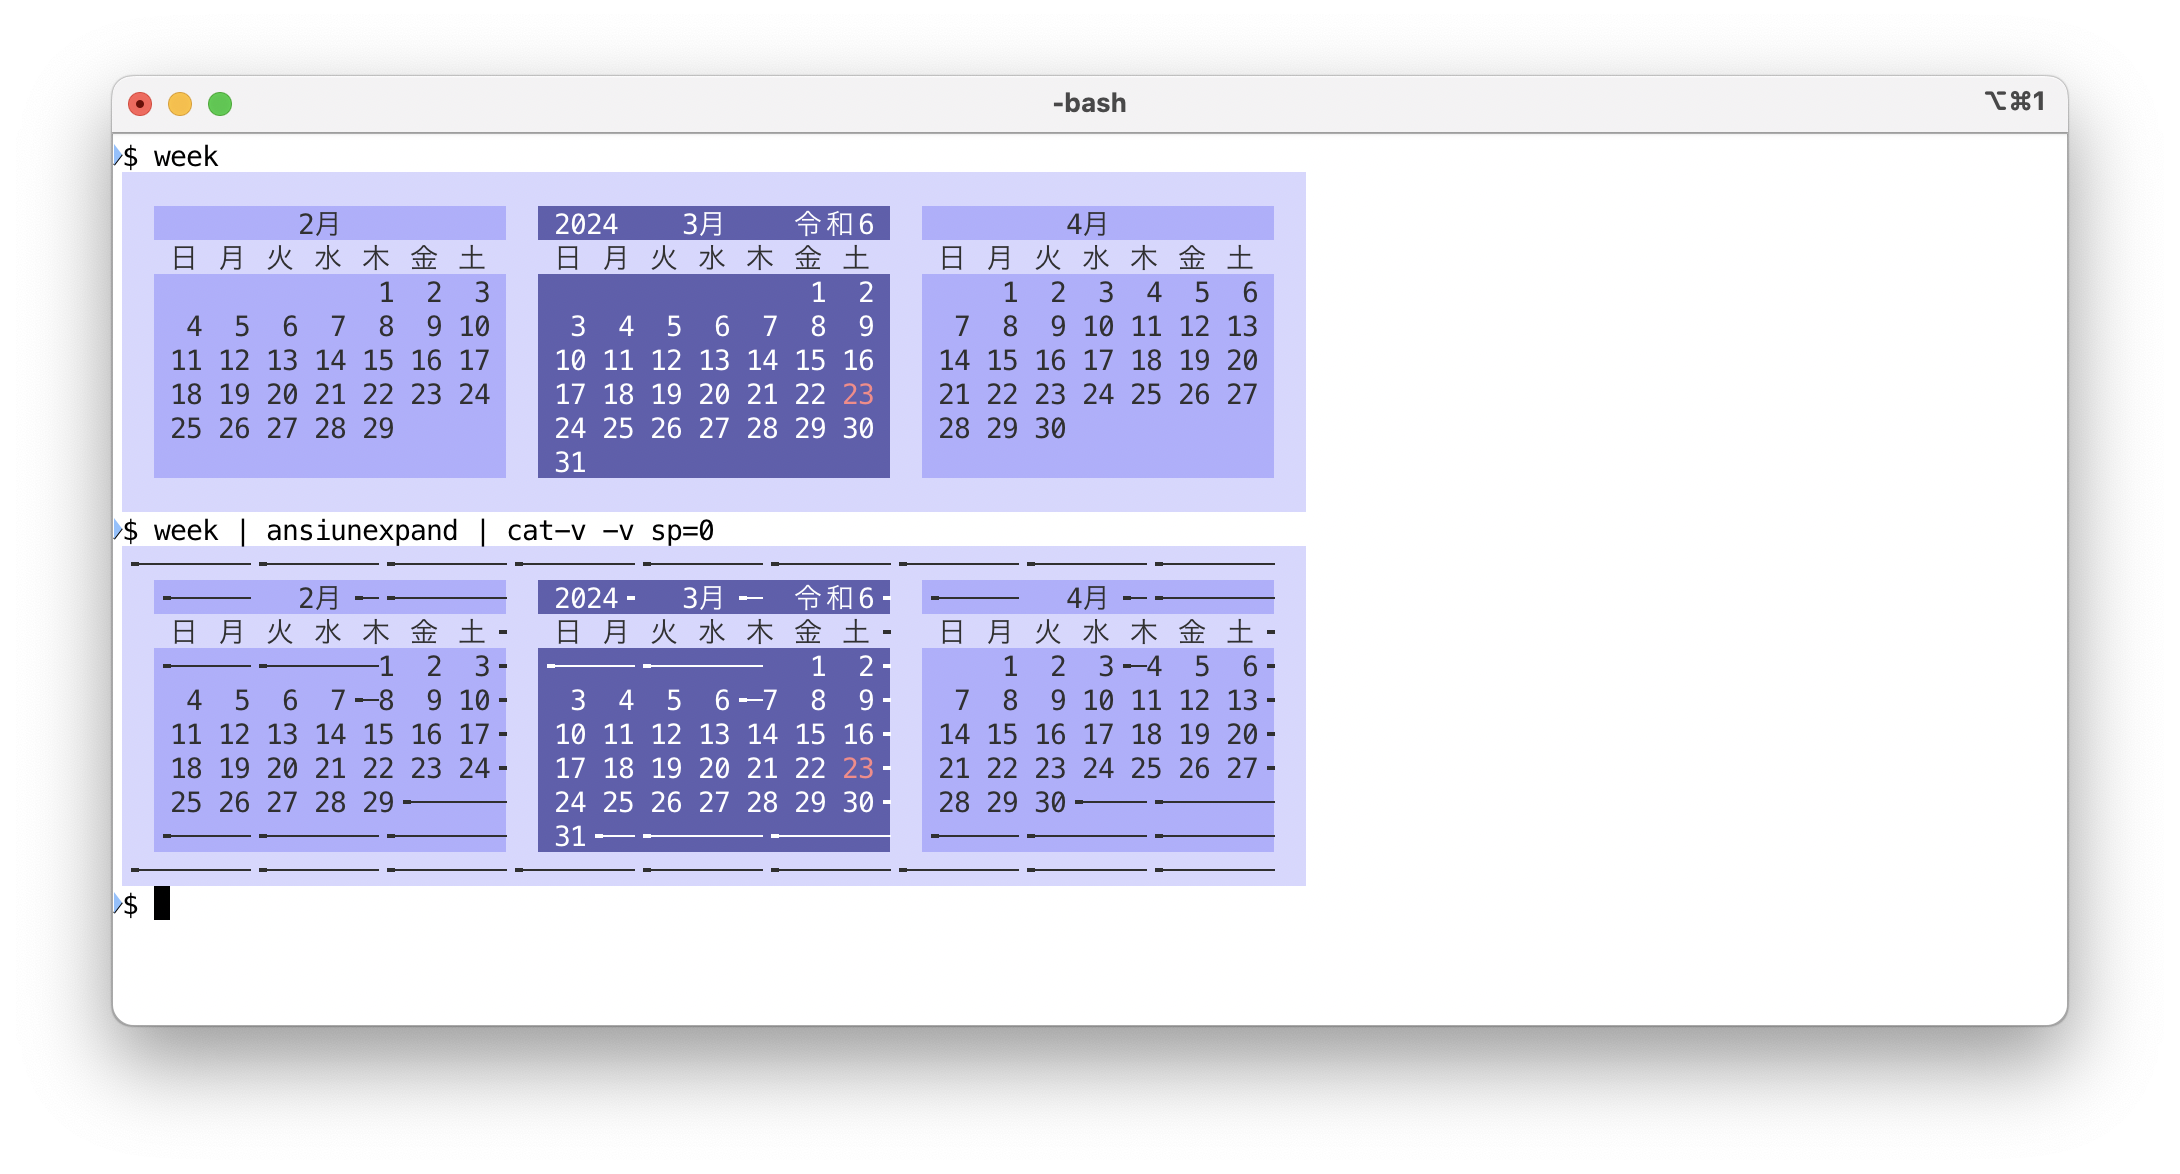 -bash ⌥⌘1
$ week
2月 2024 3月 令和6 4月
日 月 火 水 木 金 土 日 月 火 水 木 金 土 日 月 火 水 木 金 土
1 2 3 1 2 1 2 3 4 5 6
4 5 6 7 8 9 10 3 4 5 6 7 8 9 7 8 9 10 11 12 13
11 12 13 14 15 16 17 10 11 12 13 14 15 16 14 15 16 17 18 19 20
18 19 20 21 22 23 24 17 18 19 20 21 22 23 21 22 23 24 25 26 27
25 26 27 28 29 24 25 26 27 28 29 30 28 29 30
31
$ week | ansiunexpand | cat-v -v sp=0
2月 2024 3月 令和6 4月
日 月 火 水 木 金 土 日 月 火 水 木 金 土 日 月 火 水 木 金 土
1 2 3 1 2 1 2 3 4 5 6
4 5 6 7 8 9 10 3 4 5 6 7 8 9 7 8 9 10 11 12 13
11 12 13 14 15 16 17 10 11 12 13 14 15 16 14 15 16 17 18 19 20
18 19 20 21 22 23 24 17 18 19 20 21 22 23 21 22 23 24 25 26 27
25 26 27 28 29 24 25 26 27 28 29 30 28 29 30
31
$